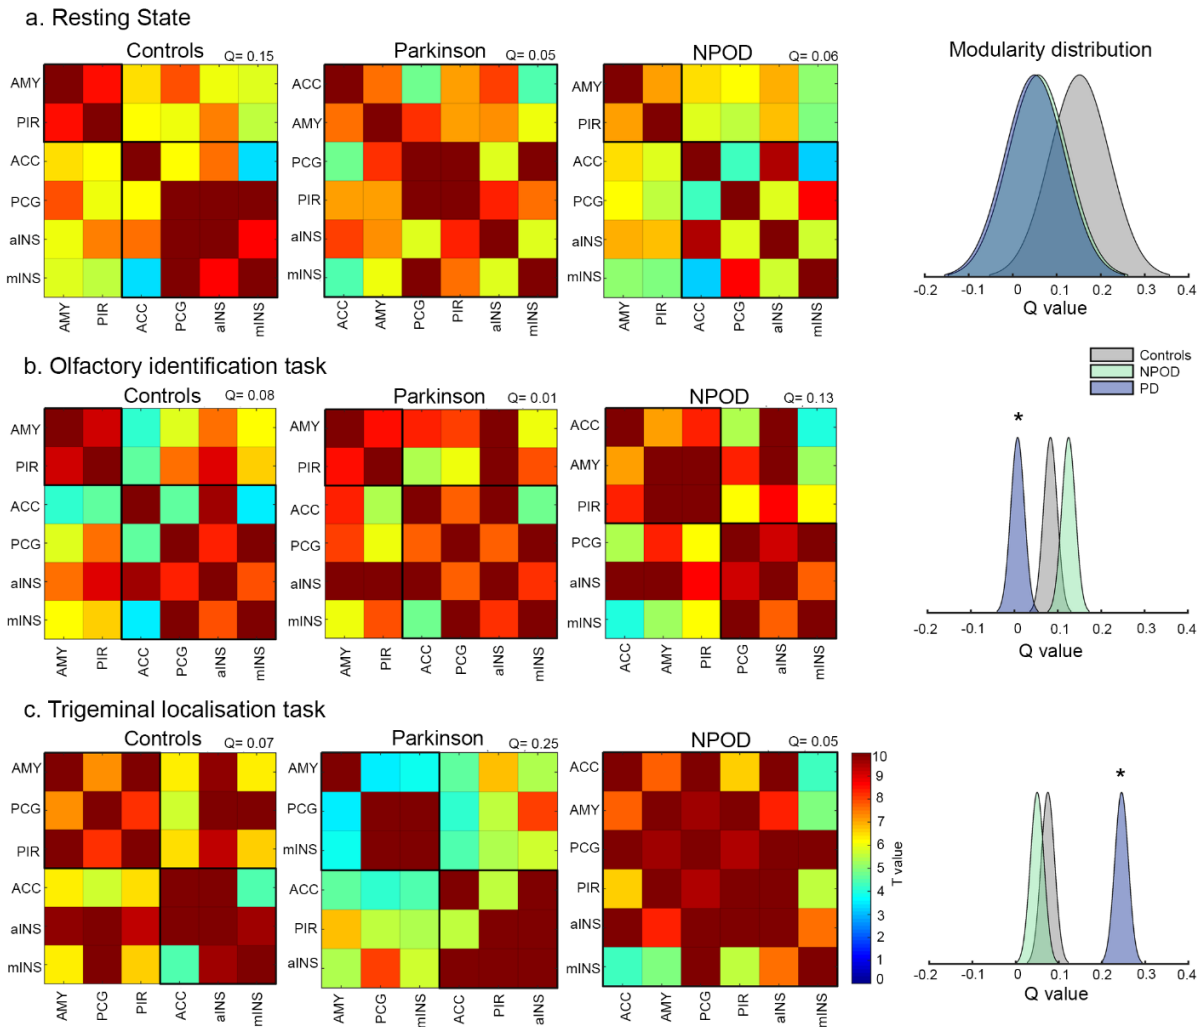 a. Resting State
Controls
Q= 0.15
Parkinson
Q= 0.05
NPOD
Q= 0.06
Modularity distribution
AMY
PIR
ACC
PCG
aINS
mINS
AMY PIR ACC PCG aINS mINS
ACC
AMY
PCG
PIR
aINS
mINS
ACC AMY PCG PIR aINS mINS
AMY
PIR
ACC
PCG
aINS
mINS
AMY PIR ACC PCG aINS mINS
-0.2 -0.1 0 0.1 0.2 0.3 0.4
Q value
Controls
NPOD
PD
b. Olfactory identification task
Controls
Q= 0.08
Parkinson
Q= 0.01
NPOD
Q= 0.13
AMY
PIR
ACC
PCG
aINS
mINS
AMY PIR ACC PCG aINS mINS
AMY
PIR
ACC
PCG
aINS
mINS
AMY PIR ACC PCG aINS mINS
ACC
AMY
PIR
PCG
aINS
mINS
ACC AMY PIR PCG aINS mINS
*
-0.2 -0.1 0 0.1 0.2 0.3 0.4
Q value
c. Trigeminal localisation task
Controls
Q= 0.07
Parkinson
Q= 0.25
NPOD
Q= 0.05
AMY
PCG
PIR
ACC
aINS
mINS
AMY PCG PIR ACC aINS mINS
AMY
PCG
mINS
ACC
PIR
aINS
AMY PCG mINS ACC PIR aINS
ACC
AMY
PCG
PIR
aINS
mINS
ACC AMY PCG PIR aINS mINS
10
9
8
7
6
5
4
3
2
1
0
T value
*
-0.2 -0.1 0 0.1 0.2 0.3 0.4
Q value